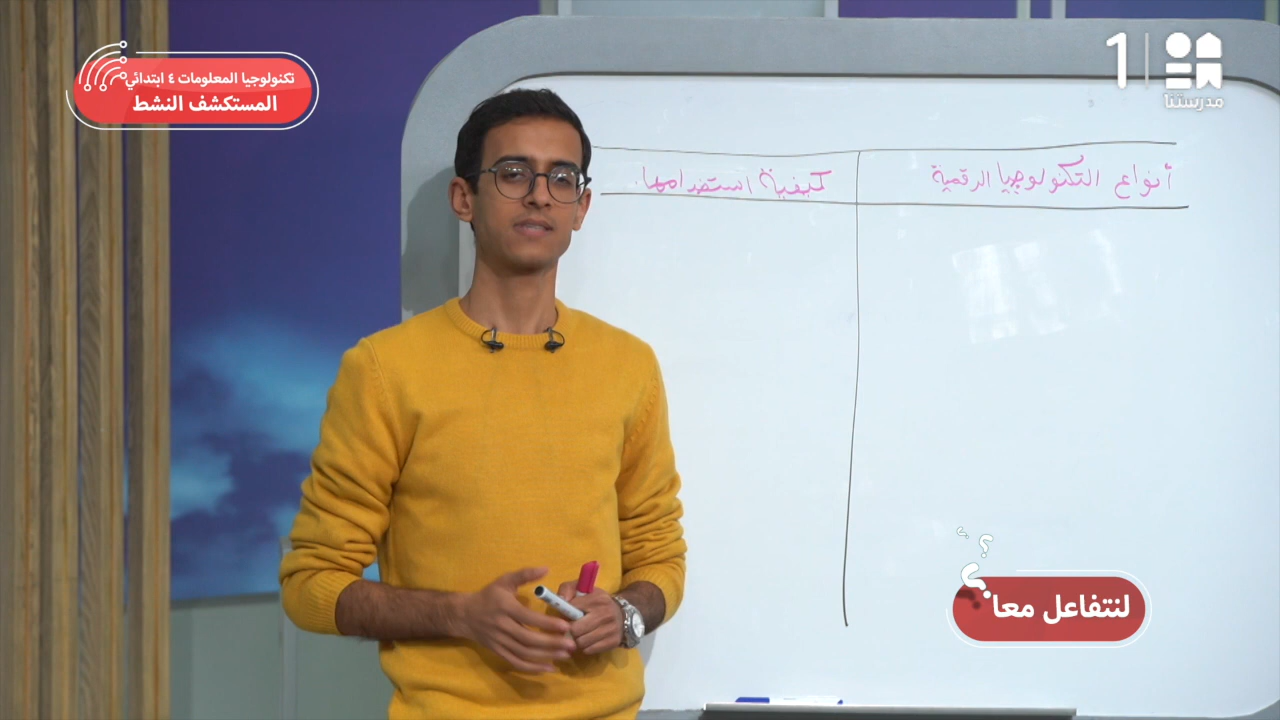 تكنولوجيا المعلومات ٤ ابتدائي
المستكشف النشط
1
مدرستنا
أنواع التكنولوجيا الرقمية
كيفية استخدامها
؟
؟
؟
لنتفاعل معا